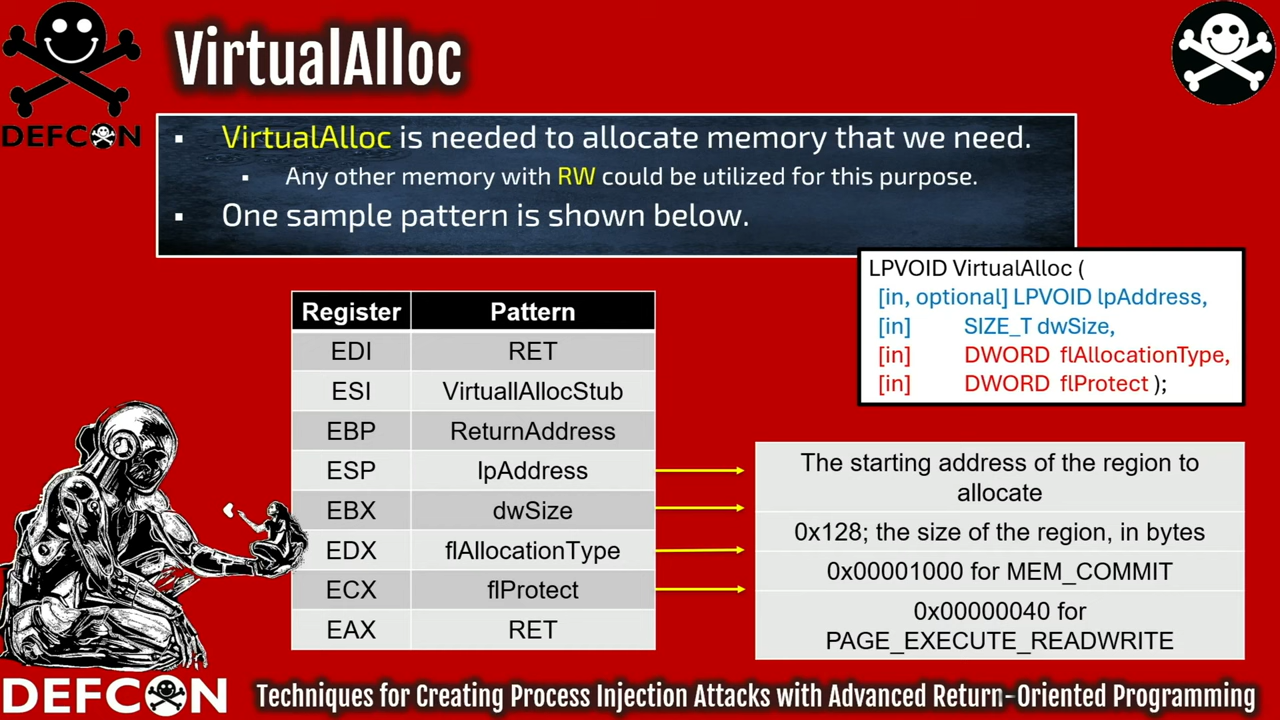 VirtualAlloc
DEFCON
▪ VirtualAlloc is needed to allocate memory that we need.
▪ Any other memory with RW could be utilized for this purpose.
▪ One sample pattern is shown below.
LPVOID VirtualAlloc (
[in, optional] LPVOID lpAddress,
[in] SIZE_T dwSize,
[in] DWORD flAllocationType,
[in] DWORD flProtect );
Register Pattern
EDI RET
ESI VirtuallAllocStub
EBP ReturnAddress
ESP lpAddress
EBX dwSize
EDX flAllocationType
ECX flProtect
EAX RET
The starting address of the region to
allocate
0x128; the size of the region, in bytes
0x00001000 for MEM_COMMIT
0x00000040 for
PAGE_EXECUTE_READWRITE
DEFCON
Techniques for Creating Process Injection Attacks with Advanced Return-Oriented Programming